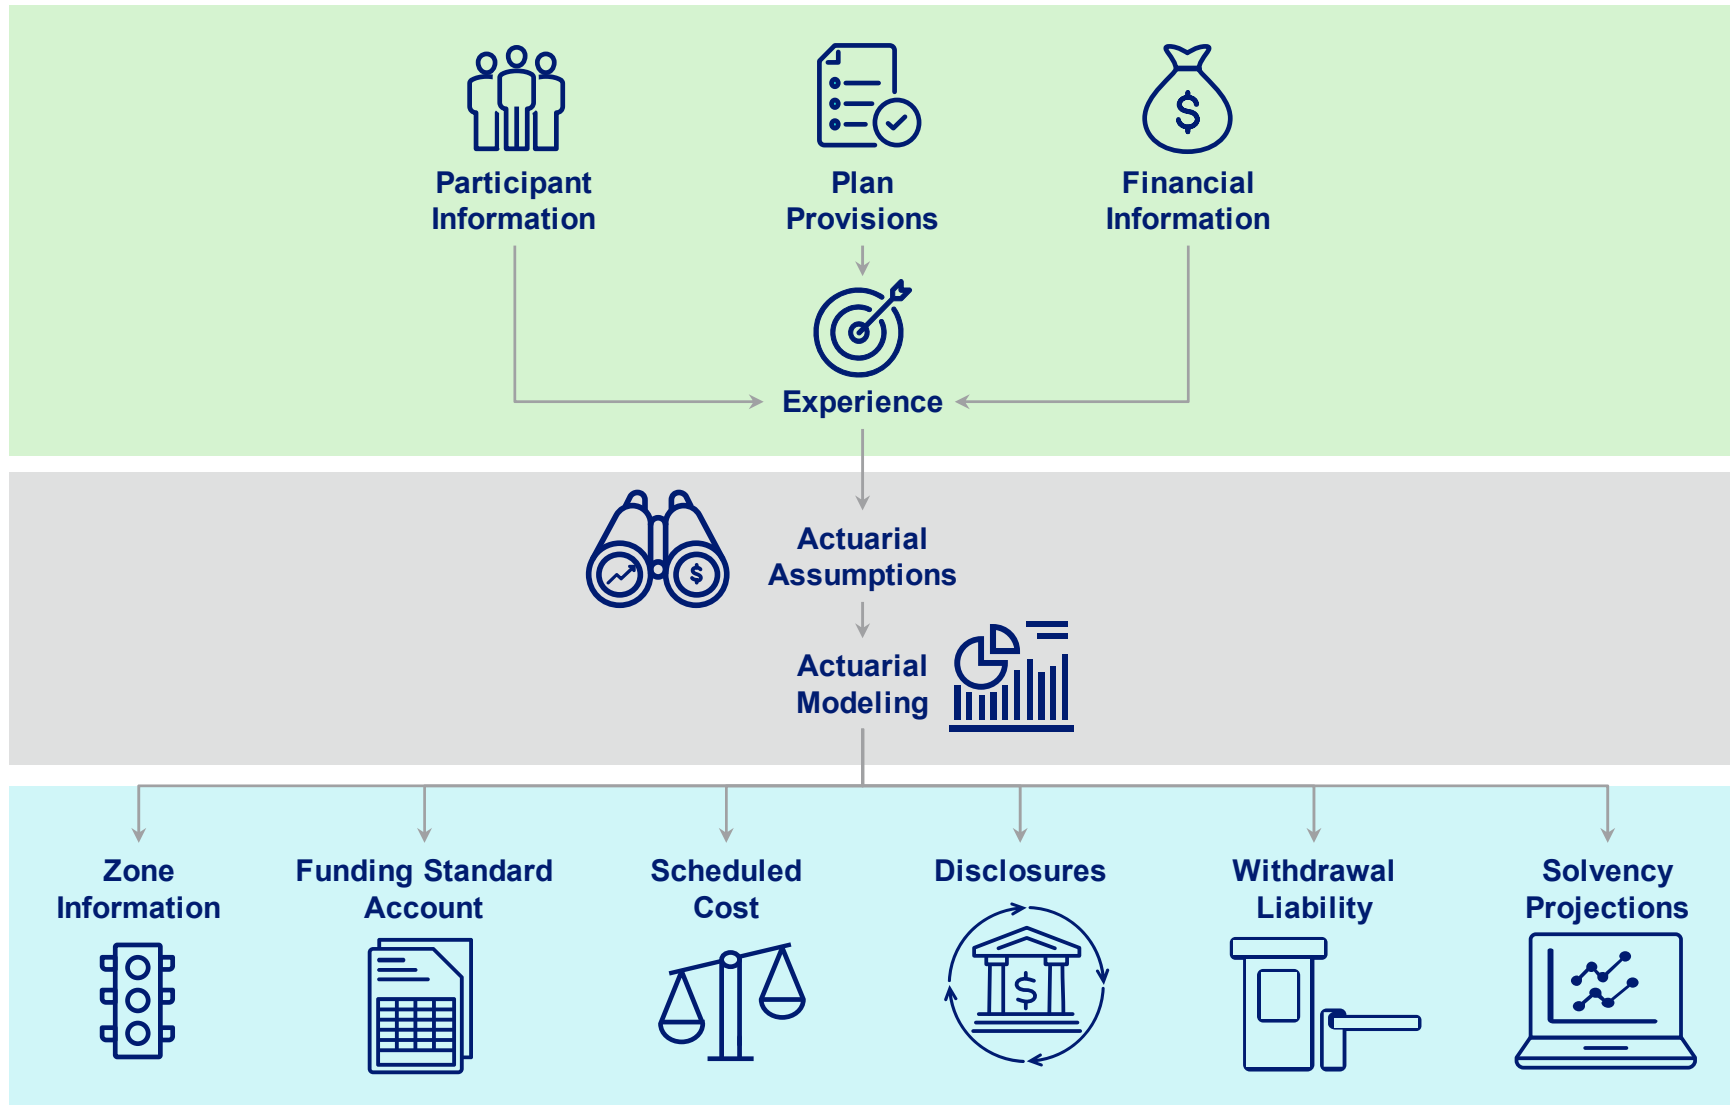 Participant
Information
Plan
Provisions
Financial
Information
$
Experience
Actuarial
Assumptions
$
Actuarial
Modeling
Zone
Information
Funding Standard
Account
Scheduled
Cost
Disclosures
$
Withdrawal
Liability
Solvency
Projections